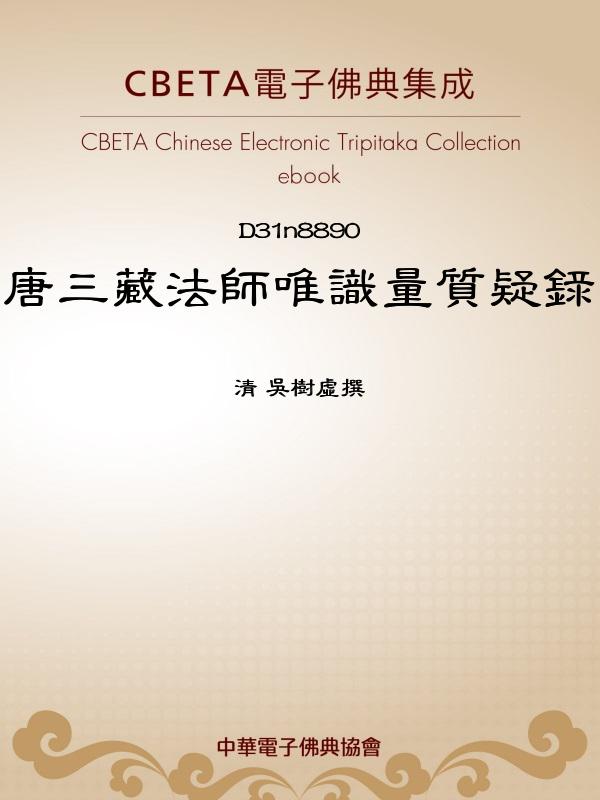 CBETA電子佛典集成
CBETA Chinese Electronic Tripitaka Collection
ebook
D31n8890
唐三藏法師唯識量質疑録
清 吳樹虛撰
中華電子佛典協會